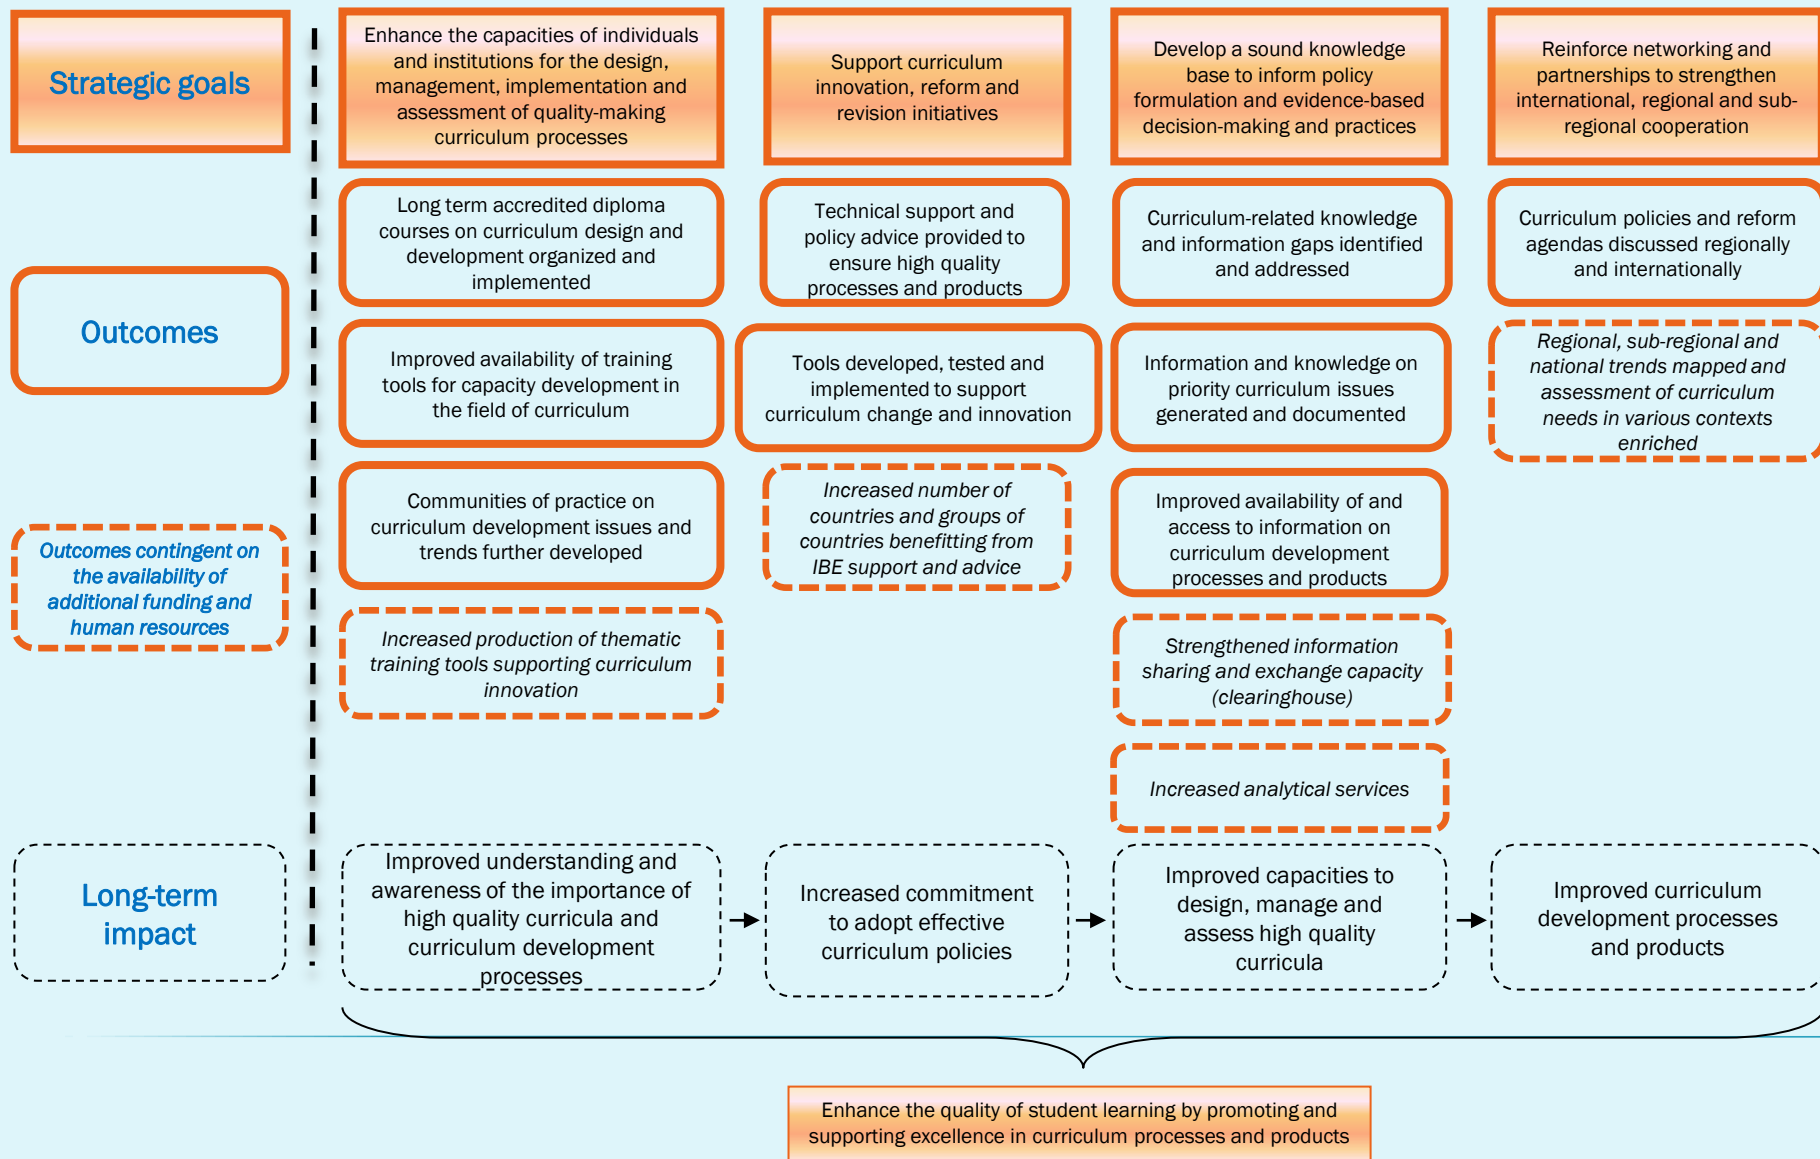 Strategic goals
Enhance the capacities of individuals
and institutions for the design,
management, implementation and
assessment of quality-making
curriculum processes
Support curriculum
innovation, reform and
revision initiatives
Develop a sound knowledge
base to inform policy
formulation and evidence-based
decision-making and practices
Reinforce networking and
partnerships to strengthen
international, regional and sub-
regional cooperation
Outcomes
Long term accredited diploma
courses on curriculum design and
development organized and
implemented
Technical support and
policy advice provided to
ensure high quality
processes and products
Curriculum-related knowledge
and information gaps identified
and addressed
Curriculum policies and reform
agendas discussed regionally
and internationally
Improved availability of training
tools for capacity development in
the field of curriculum
Tools developed, tested and
implemented to support
curriculum change and innovation
Information and knowledge on
priority curriculum issues
generated and documented
Regional, sub-regional and
national trends mapped and
assessment of curriculum
needs in various contexts
enriched
Outcomes contingent on
the availability of
additional funding and
human resources
Communities of practice on
curriculum development issues and
trends further developed
Increased number of
countries and groups of
countries benefitting from
IBE support and advice
Improved availability of and
access to information on
curriculum development
processes and products
Increased production of thematic
training tools supporting curriculum
innovation
Strengthened information
sharing and exchange capacity
(clearinghouse)
Increased analytical services
Long-term
impact
Improved understanding and
awareness of the importance of
high quality curricula and
curriculum development
processes
Increased commitment
to adopt effective
curriculum policies
Improved capacities to
design, manage and
assess high quality
curricula
Improved curriculum
development processes
and products
Enhance the quality of student learning by promoting and
supporting excellence in curriculum processes and products